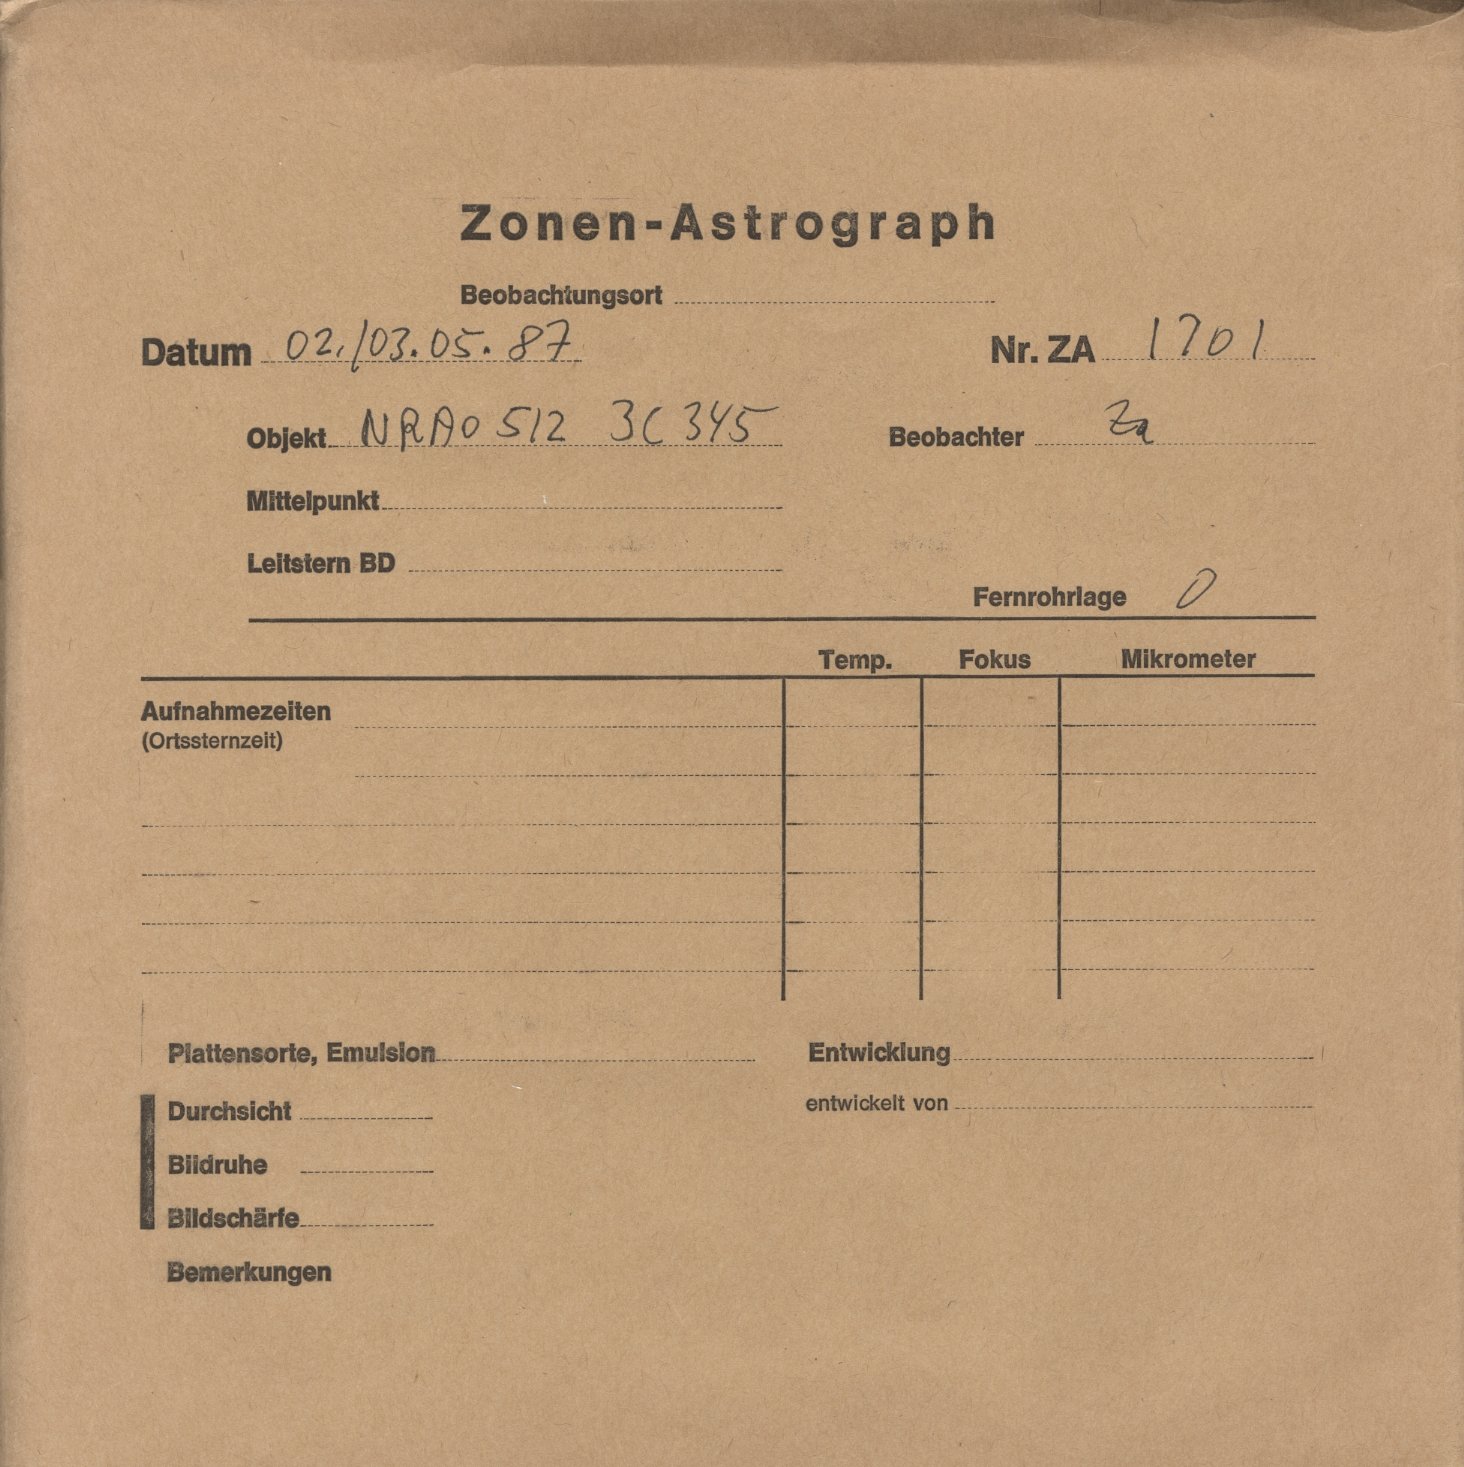 Zonen-Astrograph
Beobachtungsort
Datum 02./03.05.87 Nr. ZA 1701
Objekt NRAO 512 3C 345 Beobachter Za
Mittelpunkt
Leitstern BD
Fernrohrlage O
Temp. Fokus Mikrometer
Aufnahmezeiten
(Ortssternzeit)
Plattensorte, Emulsion Entwicklung
Durchsicht entwickelt von
Bildruhe
Bildschärfe
Bemerkungen